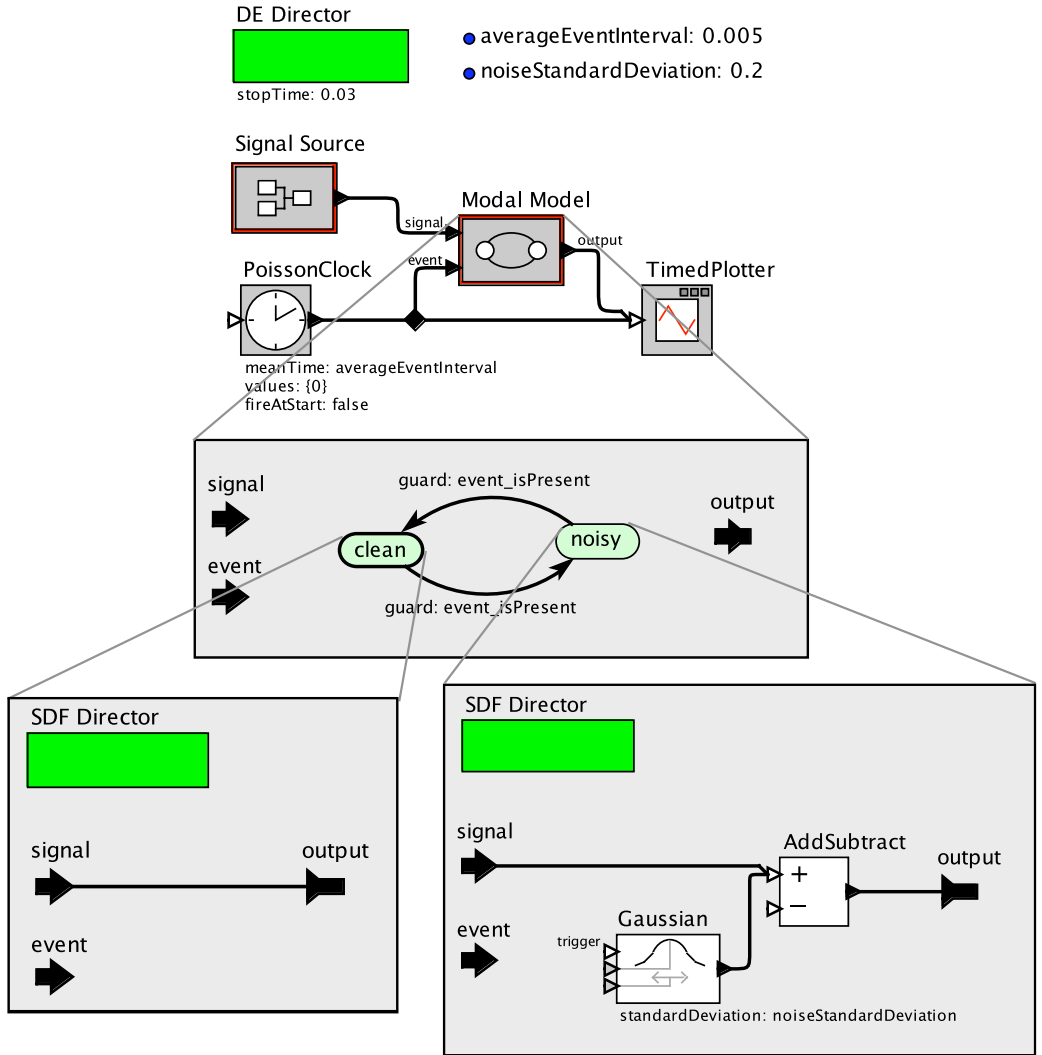 DE Director
averageEventInterval: 0.005
noiseStandardDeviation: 0.2
stopTime: 0.03
Signal Source
Modal Model
signal
output
event
PoissonClock
TimedPlotter
meanTime: averageEventInterval
values: {0}
fireAtStart: false
signal
guard: event_isPresent
output
clean
noisy
event
guard: event_isPresent
SDF Director
signal
output
event
SDF Director
signal
AddSubtract
output
+
−
Gaussian
event
trigger
standardDeviation: noiseStandardDeviation